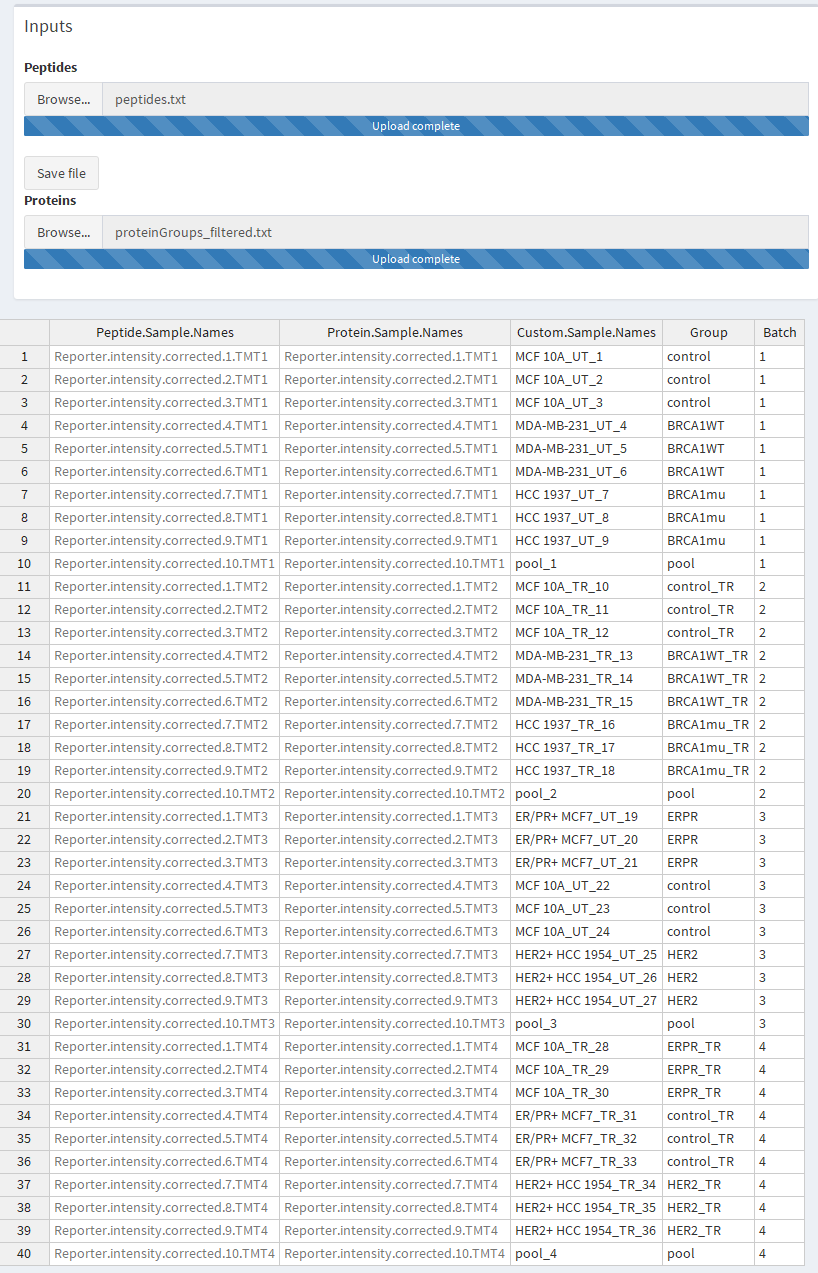 Inputs
Peptides
Browse... peptides.txt
Upload complete
Save file
Proteins
Browse... proteinGroups_filtered.txt
Upload complete
Peptide.Sample.Names Protein.Sample.Names Custom.Sample.Names Group Batch
1 Reporter.intensity.corrected.1.TMT1 Reporter.intensity.corrected.1.TMT1 MCF 10A_UT_1 control 1
2 Reporter.intensity.corrected.2.TMT1 Reporter.intensity.corrected.2.TMT1 MCF 10A_UT_2 control 1
3 Reporter.intensity.corrected.3.TMT1 Reporter.intensity.corrected.3.TMT1 MCF 10A_UT_3 control 1
4 Reporter.intensity.corrected.4.TMT1 Reporter.intensity.corrected.4.TMT1 MDA-MB-231_UT_4 BRCA1WT 1
5 Reporter.intensity.corrected.5.TMT1 Reporter.intensity.corrected.5.TMT1 MDA-MB-231_UT_5 BRCA1WT 1
6 Reporter.intensity.corrected.6.TMT1 Reporter.intensity.corrected.6.TMT1 MDA-MB-231_UT_6 BRCA1WT 1
7 Reporter.intensity.corrected.7.TMT1 Reporter.intensity.corrected.7.TMT1 HCC 1937_UT_7 BRCA1mu 1
8 Reporter.intensity.corrected.8.TMT1 Reporter.intensity.corrected.8.TMT1 HCC 1937_UT_8 BRCA1mu 1
9 Reporter.intensity.corrected.9.TMT1 Reporter.intensity.corrected.9.TMT1 HCC 1937_UT_9 BRCA1mu 1
10 Reporter.intensity.corrected.10.TMT1 Reporter.intensity.corrected.10.TMT1 pool_1 pool 1
11 Reporter.intensity.corrected.1.TMT2 Reporter.intensity.corrected.1.TMT2 MCF 10A_TR_10 control_TR 2
12 Reporter.intensity.corrected.2.TMT2 Reporter.intensity.corrected.2.TMT2 MCF 10A_TR_11 control_TR 2
13 Reporter.intensity.corrected.3.TMT2 Reporter.intensity.corrected.3.TMT2 MCF 10A_TR_12 control_TR 2
14 Reporter.intensity.corrected.4.TMT2 Reporter.intensity.corrected.4.TMT2 MDA-MB-231_TR_13 BRCA1WT_TR 2
15 Reporter.intensity.corrected.5.TMT2 Reporter.intensity.corrected.5.TMT2 MDA-MB-231_TR_14 BRCA1WT_TR 2
16 Reporter.intensity.corrected.6.TMT2 Reporter.intensity.corrected.6.TMT2 MDA-MB-231_TR_15 BRCA1WT_TR 2
17 Reporter.intensity.corrected.7.TMT2 Reporter.intensity.corrected.7.TMT2 HCC 1937_TR_16 BRCA1mu_TR 2
18 Reporter.intensity.corrected.8.TMT2 Reporter.intensity.corrected.8.TMT2 HCC 1937_TR_17 BRCA1mu_TR 2
19 Reporter.intensity.corrected.9.TMT2 Reporter.intensity.corrected.9.TMT2 HCC 1937_TR_18 BRCA1mu_TR 2
20 Reporter.intensity.corrected.10.TMT2 Reporter.intensity.corrected.10.TMT2 pool_2 pool 2
21 Reporter.intensity.corrected.1.TMT3 Reporter.intensity.corrected.1.TMT3 ER/PR+ MCF7_UT_19 ERPR 3
22 Reporter.intensity.corrected.2.TMT3 Reporter.intensity.corrected.2.TMT3 ER/PR+ MCF7_UT_20 ERPR 3
23 Reporter.intensity.corrected.3.TMT3 Reporter.intensity.corrected.3.TMT3 ER/PR+ MCF7_UT_21 ERPR 3
24 Reporter.intensity.corrected.4.TMT3 Reporter.intensity.corrected.4.TMT3 MCF 10A_UT_22 control 3
25 Reporter.intensity.corrected.5.TMT3 Reporter.intensity.corrected.5.TMT3 MCF 10A_UT_23 control 3
26 Reporter.intensity.corrected.6.TMT3 Reporter.intensity.corrected.6.TMT3 MCF 10A_UT_24 control 3
27 Reporter.intensity.corrected.7.TMT3 Reporter.intensity.corrected.7.TMT3 HER2+ HCC 1954_UT_25 HER2 3
28 Reporter.intensity.corrected.8.TMT3 Reporter.intensity.corrected.8.TMT3 HER2+ HCC 1954_UT_26 HER2 3
29 Reporter.intensity.corrected.9.TMT3 Reporter.intensity.corrected.9.TMT3 HER2+ HCC 1954_UT_27 HER2 3
30 Reporter.intensity.corrected.10.TMT3 Reporter.intensity.corrected.10.TMT3 pool_3 pool 3
31 Reporter.intensity.corrected.1.TMT4 Reporter.intensity.corrected.1.TMT4 MCF 10A_TR_28 ERPR_TR 4
32 Reporter.intensity.corrected.2.TMT4 Reporter.intensity.corrected.2.TMT4 MCF 10A_TR_29 ERPR_TR 4
33 Reporter.intensity.corrected.3.TMT4 Reporter.intensity.corrected.3.TMT4 MCF 10A_TR_30 ERPR_TR 4
34 Reporter.intensity.corrected.4.TMT4 Reporter.intensity.corrected.4.TMT4 ER/PR+ MCF7_TR_31 control_TR 4
35 Reporter.intensity.corrected.5.TMT4 Reporter.intensity.corrected.5.TMT4 ER/PR+ MCF7_TR_32 control_TR 4
36 Reporter.intensity.corrected.6.TMT4 Reporter.intensity.corrected.6.TMT4 ER/PR+ MCF7_TR_33 control_TR 4
37 Reporter.intensity.corrected.7.TMT4 Reporter.intensity.corrected.7.TMT4 HER2+ HCC 1954_TR_34 HER2_TR 4
38 Reporter.intensity.corrected.8.TMT4 Reporter.intensity.corrected.8.TMT4 HER2+ HCC 1954_TR_35 HER2_TR 4
39 Reporter.intensity.corrected.9.TMT4 Reporter.intensity.corrected.9.TMT4 HER2+ HCC 1954_TR_36 HER2_TR 4
40 Reporter.intensity.corrected.10.TMT4 Reporter.intensity.corrected.10.TMT4 pool_4 pool 4